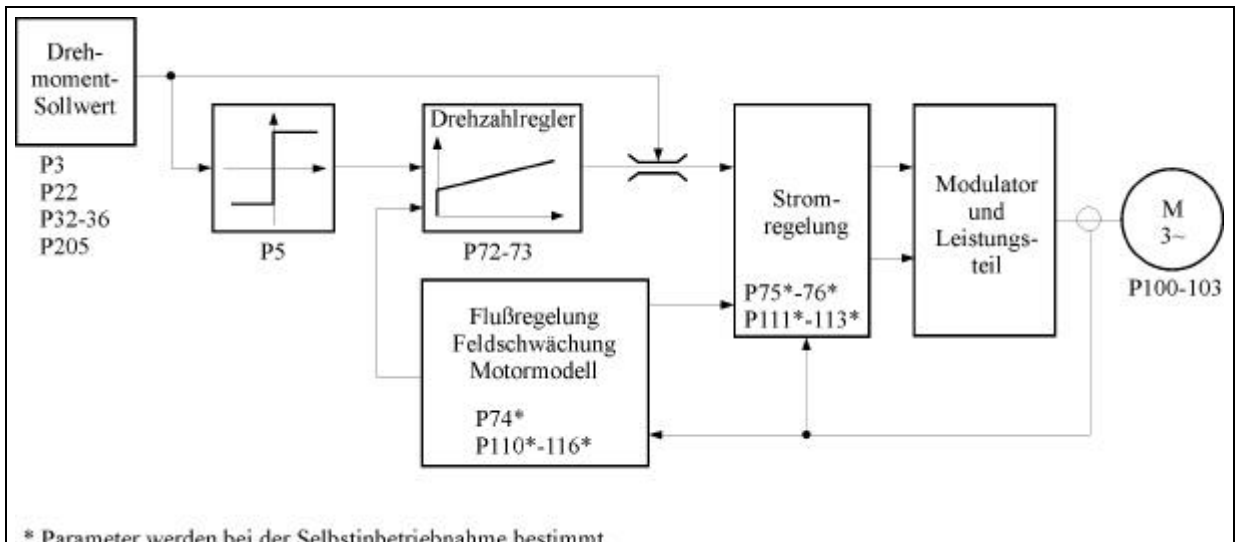 Dreh-
moment-
Sollwert
P3
P22
P32-36
P205
P5
Drehzahlregler
P72-73
Flußregelung
Feldschwächung
Motormodell
P74*
P110*-116*
Strom-
regelung
P75*-76*
P111*-113*
Modulator
und
Leistungs-
teil
M
3~
P100-103
* Parameter werden bei der Selbstinbetriebnahme bestimmt